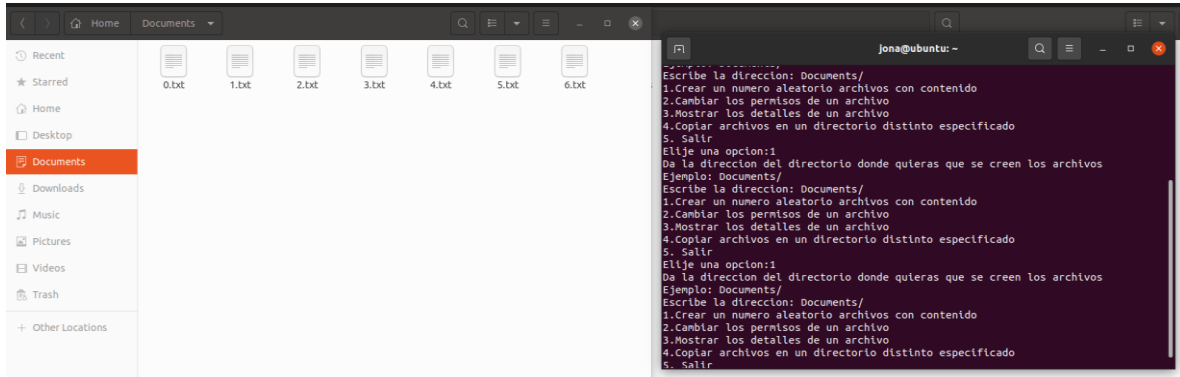 Home Documents
Recent
Starred
Home
Desktop
Documents
Downloads
Music
Pictures
Videos
Trash
Other Locations
0.txt 1.txt 2.txt 3.txt 4.txt 5.txt 6.txt
jona@ubuntu: ~
Ejemplo: Documents/
Escribe la direccion: Documents/
1.Crear un numero aleatorio archivos con contenido
2.Cambiar los permisos de un archivo
3.Mostrar los detalles de un archivo
4.Copiar archivos en un directorio distinto especificado
5. Salir
Elije una opcion:1
Da la direccion del directorio donde quieras que se creen los archivos
Ejemplo: Documents/
Escribe la direccion: Documents/
1.Crear un numero aleatorio archivos con contenido
2.Cambiar los permisos de un archivo
3.Mostrar los detalles de un archivo
4.Copiar archivos en un directorio distinto especificado
5. Salir
Elije una opcion:1
Da la direccion del directorio donde quieras que se creen los archivos
Ejemplo: Documents/
Escribe la direccion: Documents/
1.Crear un numero aleatorio archivos con contenido
2.Cambiar los permisos de un archivo
3.Mostrar los detalles de un archivo
4.Copiar archivos en un directorio distinto especificado
5. Salir